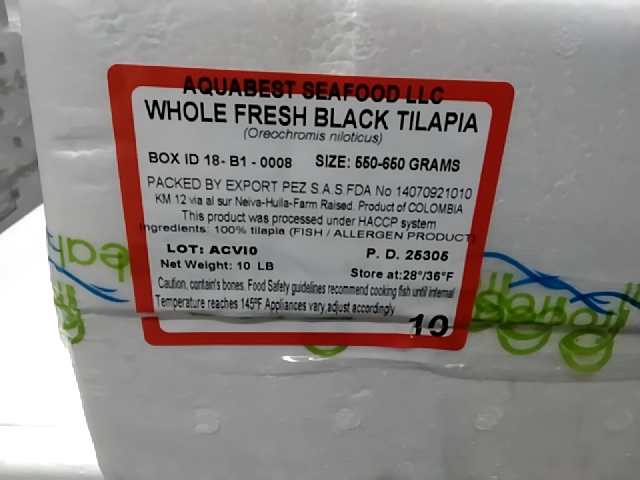 AQUABEST SEAFOOD LLC
WHOLE FRESH BLACK TILAPIA
(Oreochromis niloticus)
BOX ID 18- B1 - 0008 SIZE: 550-650 GRAMS
PACKED BY EXPORT PEZ S.A.S.FDA No 14070921010
KM 12 via al sur Neiva-Huila-Farm Raised. Product of COLOMBIA
This product was processed under HACCP system
Ingredients: 100% tilapia (FISH / ALLERGEN PRODUCT)
LOT: ACVI0 P. D. 25305
Net Weight: 10 LB Store at:28°/36°F
Caution, contain's bones. Food Safety guidelines recommend cooking fish until internal
Temperature reaches 145ºF Appliances vary adjust accordingly
10